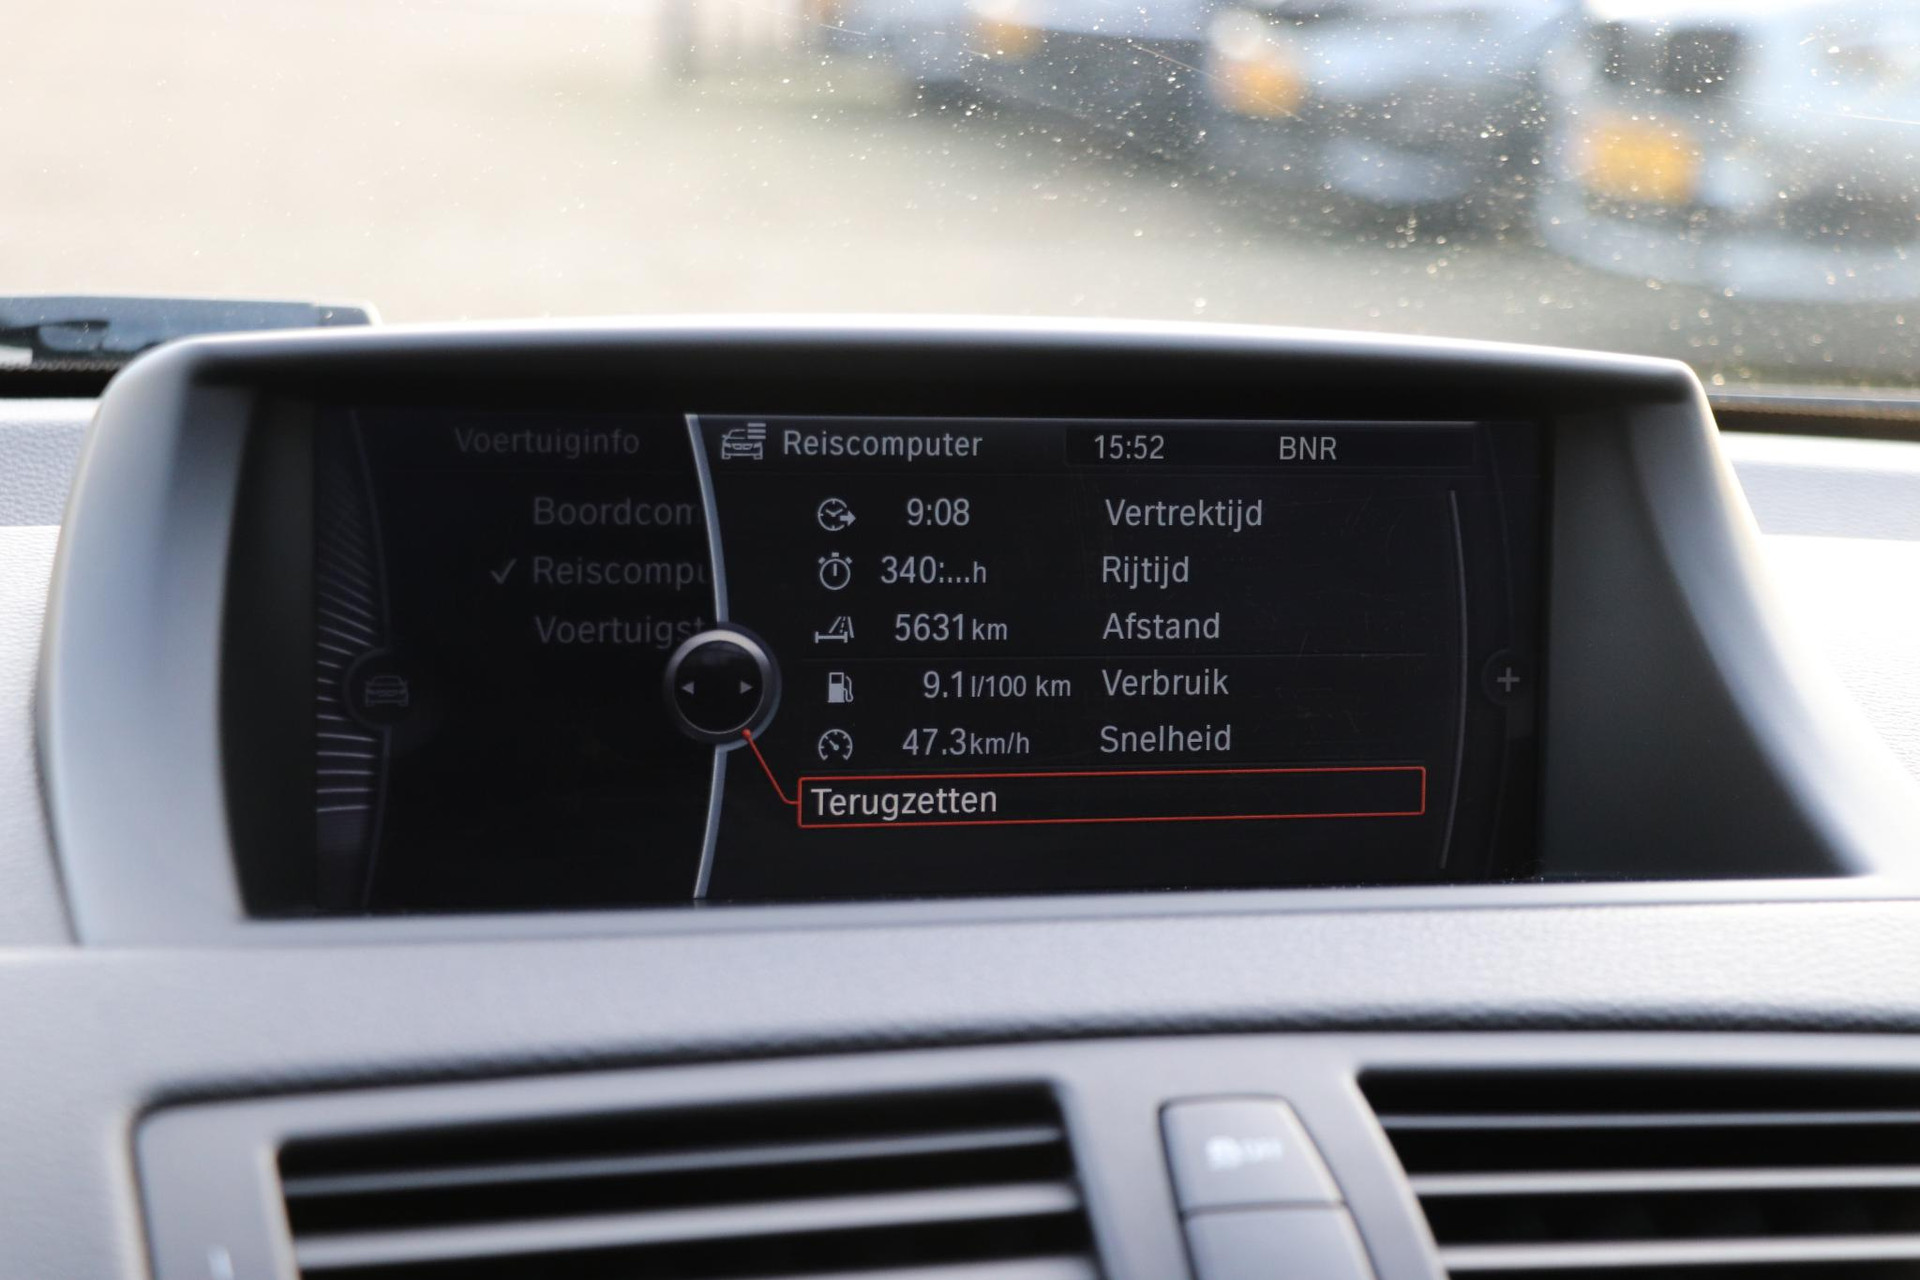 Voertuiginfo
Reiscomputer 15:52 BNR
Boordcom
✓ Reiscompu
Voertuigst
9:08 Vertrektijd
340:...h Rijtijd
5631 km Afstand
9.1 l/100 km Verbruik
47.3 km/h Snelheid
Terugzetten